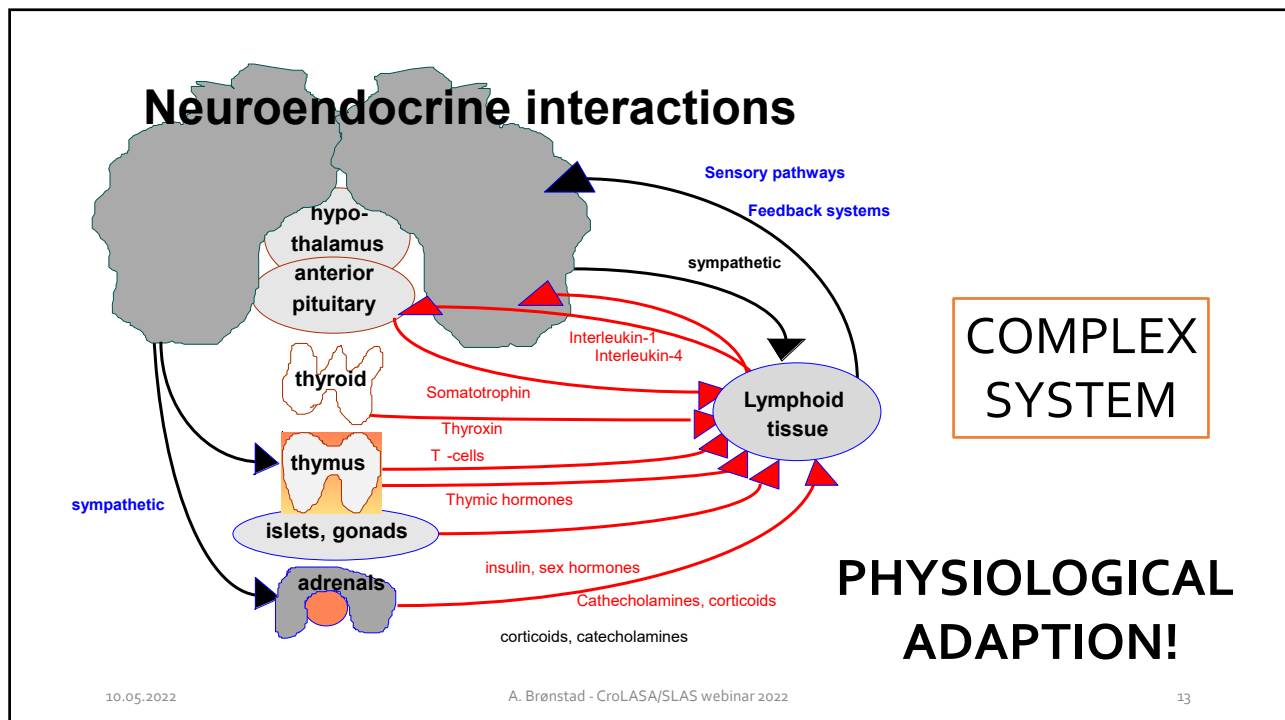 Neuroendocrine interactions
Sensory pathways
Feedback systems
hypo-
thalamus
anterior
pituitary
sympathetic
Interleukin-1
Interleukin-4
COMPLEX
SYSTEM
thyroid
Somatotrophin
Lymphoid
tissue
Thyroxin
thymus
T -cells
Thymic hormones
sympathetic
islets, gonads
insulin, sex hormones
adrenals
Cathecholamines, corticoids
corticoids, catecholamines
PHYSIOLOGICAL
ADAPTION!
10.05.2022
A. Brønstad - CroLASA/SLAS webinar 2022
13